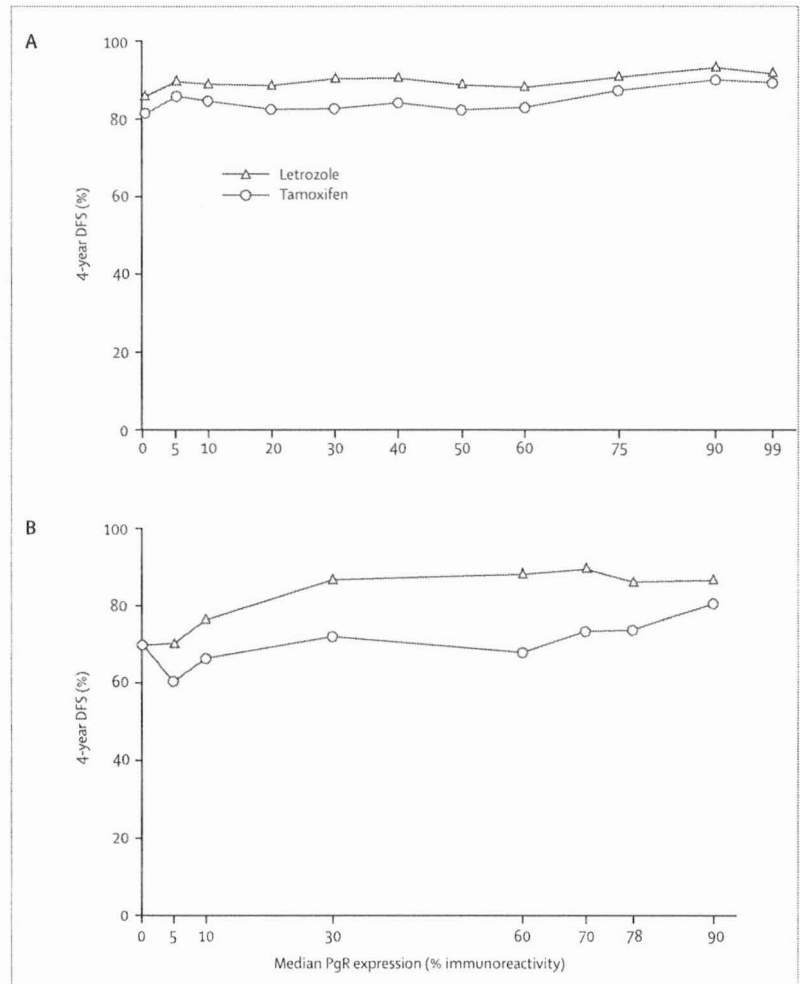 A
100
80
60
40
20
0
4-year DFS (%)
Letrozole
Tamoxifen
0 5 10 20 30 40 50 60 75 90 99
B
100
80
60
40
20
0
4-year DFS (%)
0 5 10 30 60 70 78 90
Median PgR expression (% immunoreactivity)